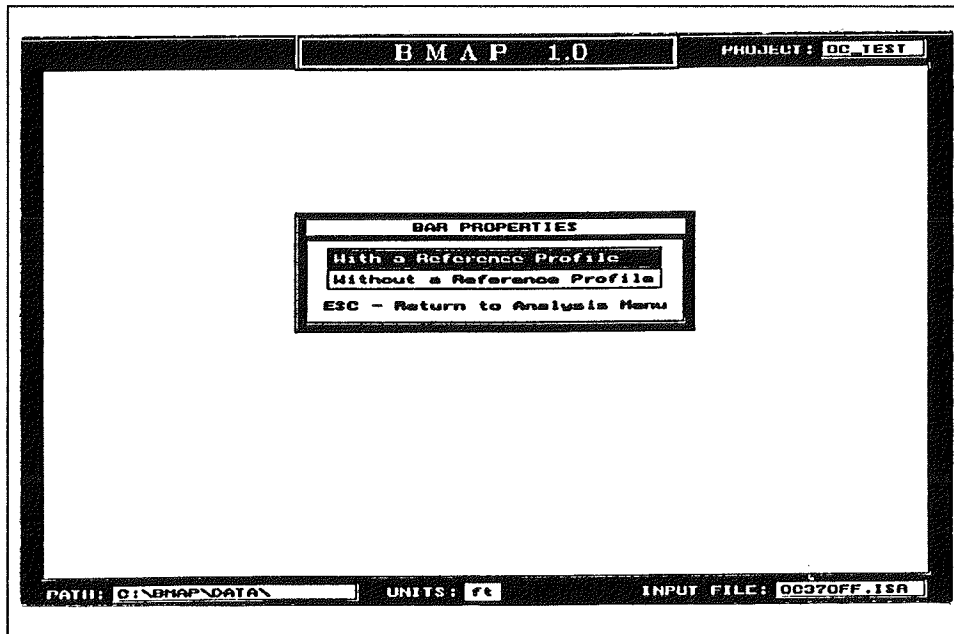 BMAP 1.0
PROJECT: OC_TEST
BAR PROPERTIES
With a Reference Profile
Without a Reference Profile
ESC - Return to Analysis Menu
PATH: C:\BMAP\DATA\
UNITS: ft
INPUT FILE: OC370FF.ISA